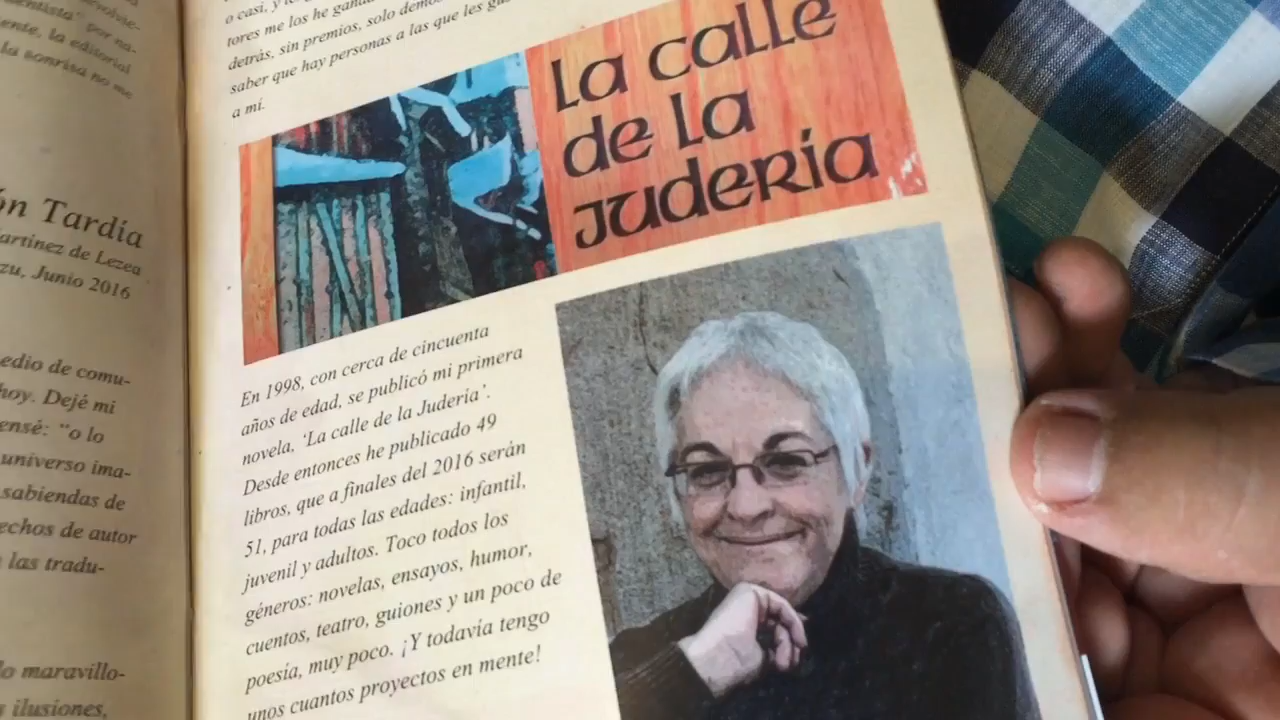 la sonrisa no me
ón Tardía
artínez de Lezea
zu, Junio 2016
edio de comu-
hoy. Dejé mi
ensé: "o lo
universo ima-
sabiendas de
echos de autor
las tradu-
lo maravillo-
s ilusiones,
o casi, y
tores me los he
detrás, sin premios, solo
saber que hay personas a las que les
a mí.
La calle
de La
JUDERÍA
En 1998, con cerca de cincuenta
años de edad, se publicó mi primera
novela, 'La calle de la Judería'.
Desde entonces he publicado 49
libros, que a finales del 2016 serán
51, para todas las edades: infantil,
juvenil y adultos. Toco todos los
géneros: novelas, ensayos, humor,
cuentos, teatro, guiones y un poco de
poesía, muy poco. ¡Y todavía tengo
unos cuantos proyectos en mente!